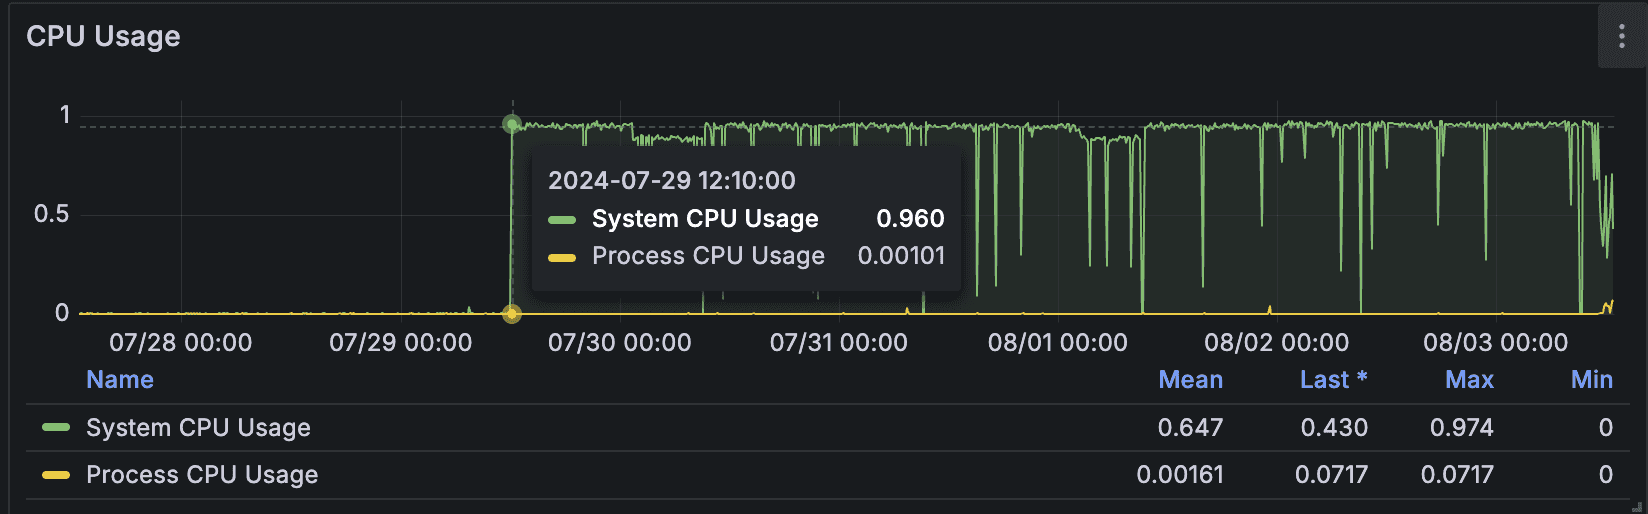 CPU Usage
1
2024-07-29 12:10:00
0.5
System CPU Usage 0.960
Process CPU Usage 0.00101
0
07/28 00:00 07/29 00:00 07/30 00:00 07/31 00:00 08/01 00:00 08/02 00:00 08/03 00:00
Name Mean Last * Max Min
System CPU Usage 0.647 0.430 0.974 0
Process CPU Usage 0.00161 0.0717 0.0717 0